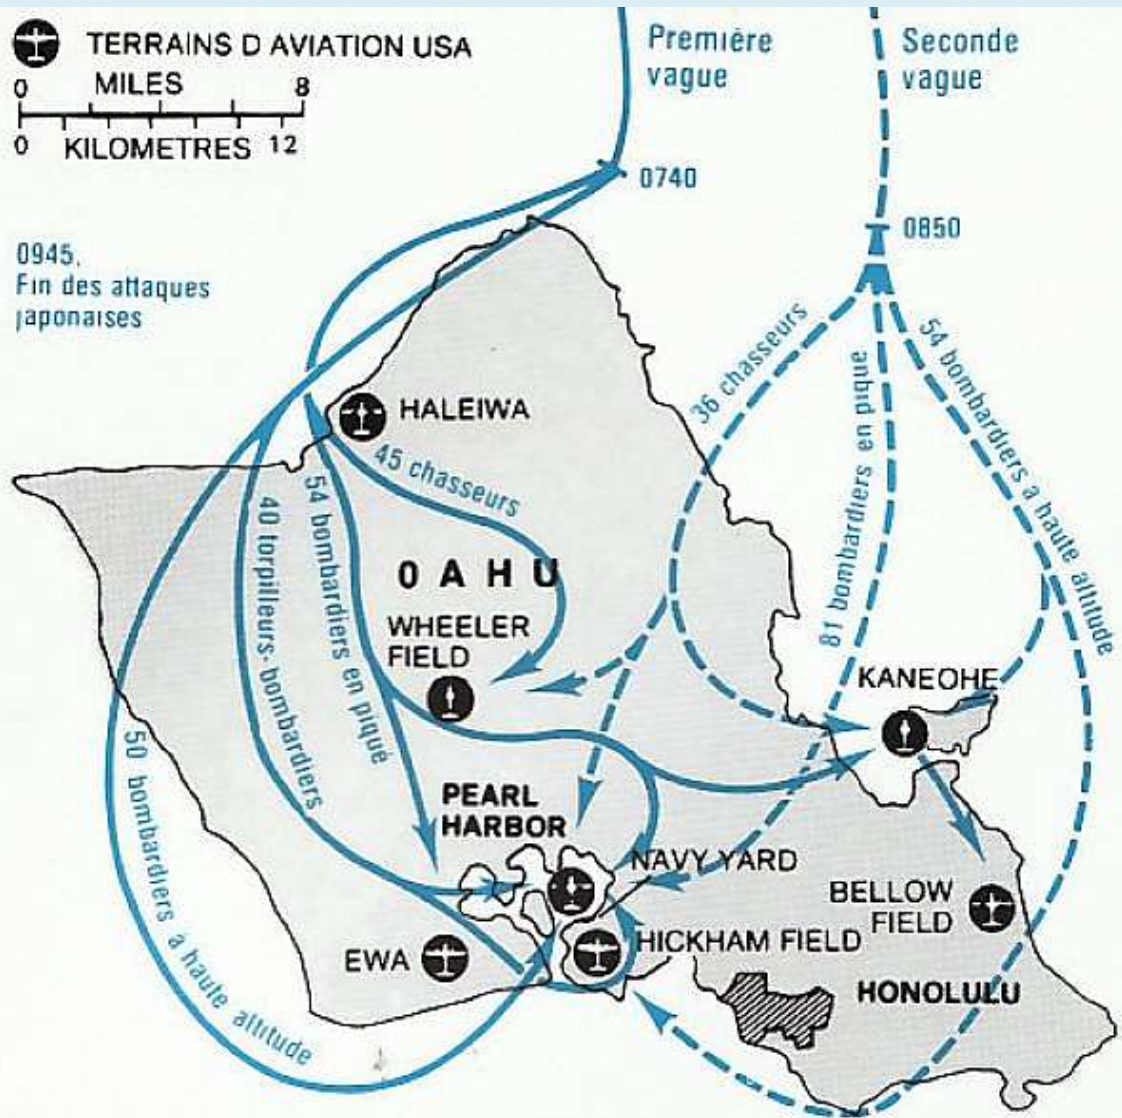 TERRAINS D AVIATION USA
MILES
0 8
0 KILOMETRES 12
Première
vague
Seconde
vague
0740
0850
0945.
Fin des attaques
japonaises
36 chasseurs
81 bombardiers en pique
54 bombardiers a haute altitude
HALEIWA
45 chasseurs
54 bombardiers en piqué
40 torpilleurs-bombardiers
50 bombardiers à haute altitude
0 A H U
WHEELER
FIELD
KANEOHE
PEARL
HARBOR
NAVY YARD
BELLOW
FIELD
EWA
HICKHAM FIELD
HONOLULU